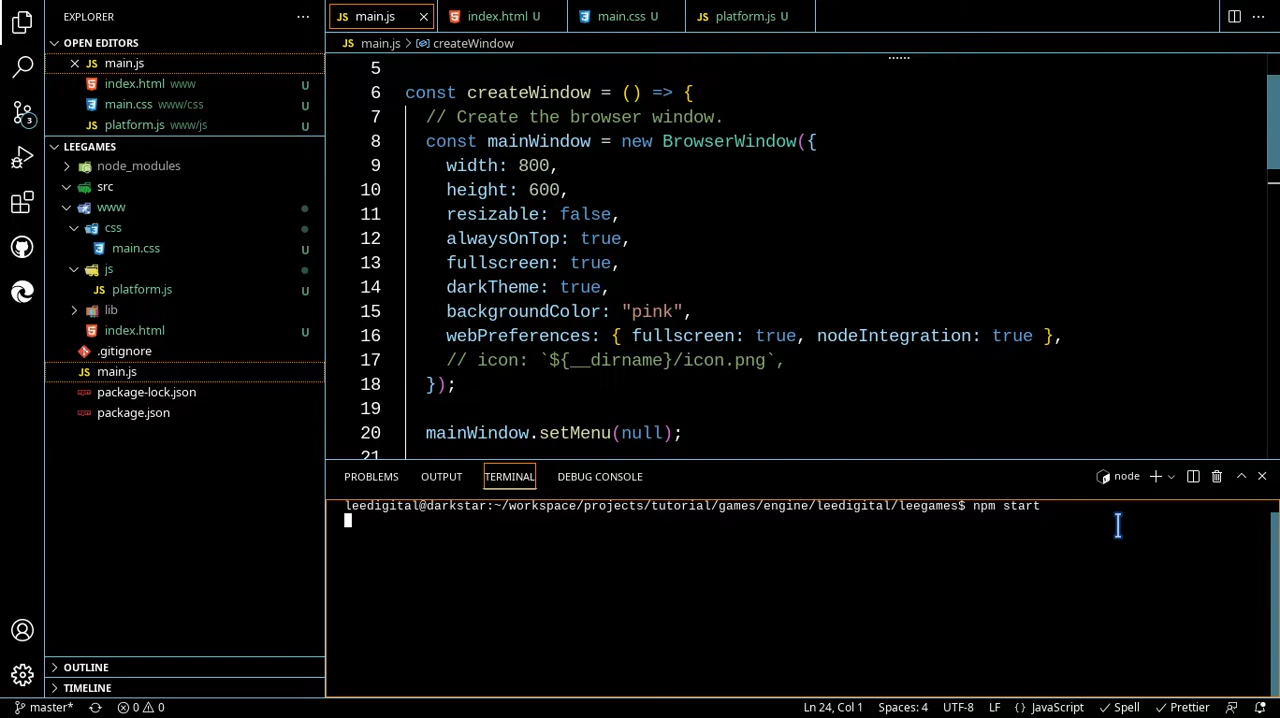 EXPLORER
OPEN EDITORS
main.js
index.html www U
main.css www/css U
platform.js www/js U
LEEGAMES
node_modules
src
www
css
main.css U
js
platform.js U
lib
index.html U
.gitignore
main.js
package-lock.json
package.json
OUTLINE
TIMELINE
main.js
index.html U
main.css U
platform.js U
main.js > createWindow
5
6 const createWindow = () => {
7 // Create the browser window.
8 const mainWindow = new BrowserWindow({
9 width: 800,
10 height: 600,
11 resizable: false,
12 alwaysOnTop: true,
13 fullscreen: true,
14 darkTheme: true,
15 backgroundColor: "pink",
16 webPreferences: { fullscreen: true, nodeIntegration: true },
17 // icon: `${__dirname}/icon.png`,
18 });
19
20 mainWindow.setMenu(null);
21
PROBLEMS OUTPUT TERMINAL DEBUG CONSOLE node
leedigital@darkstar:~/workspace/projects/tutorial/games/engine/leedigital/leegames$ npm start
3
master* 0 0 Ln 24, Col 1 Spaces: 4 UTF-8 LF {} JavaScript Spell Prettier